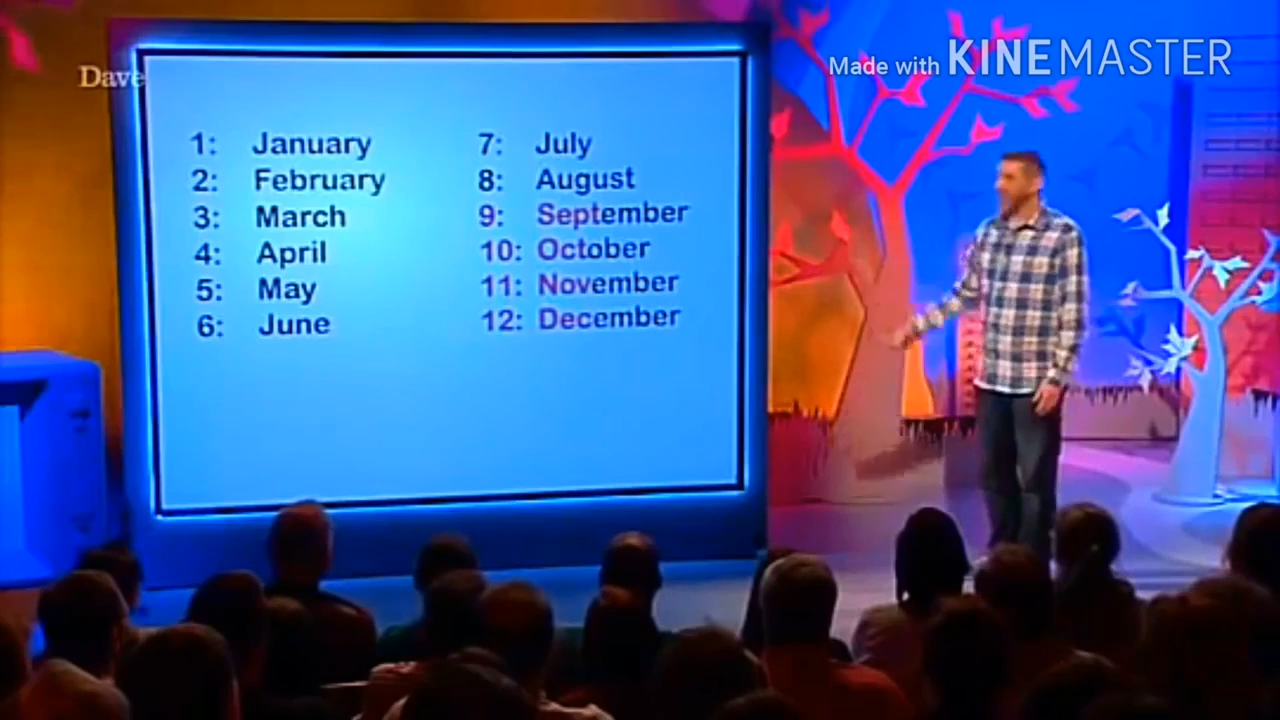 Dave
Made with KINEMASTER
1: January
2: February
3: March
4: April
5: May
6: June
7: July
8: August
9: September
10: October
11: November
12: December